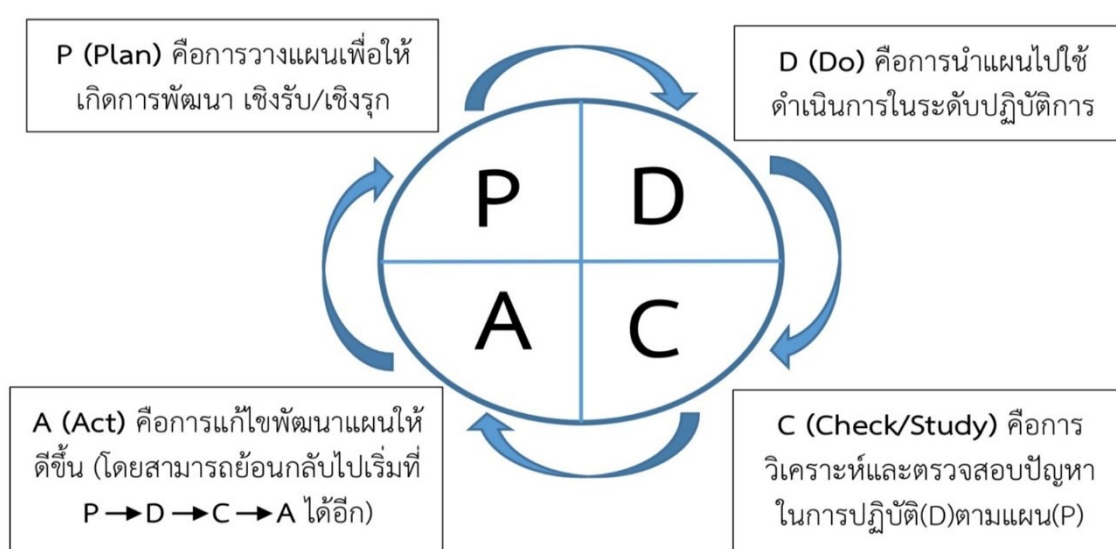 P (Plan) คือการวางแผนเพื่อให้
เกิดการพัฒนา เชิงรับ/เชิงรุก
D (Do) คือการนำแผนไปใช้
ดำเนินการในระดับปฏิบัติการ
P
D
A
C
A (Act) คือการแก้ไขพัฒนาแผนให้
ดีขึ้น (โดยสามารถย้อนกลับไปเริ่มที่
P→D→C→A ได้อีก)
C (Check/Study) คือการ
วิเคราะห์และตรวจสอบปัญหา
ในการปฏิบัติ(D)ตามแผน(P)